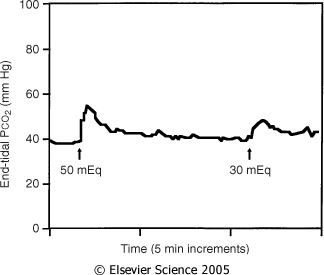 100
80
60
40
20
0
End-tidal PCO₂ (mm Hg)
50 mEq
30 mEq
Time (5 min increments)
© Elsevier Science 2005